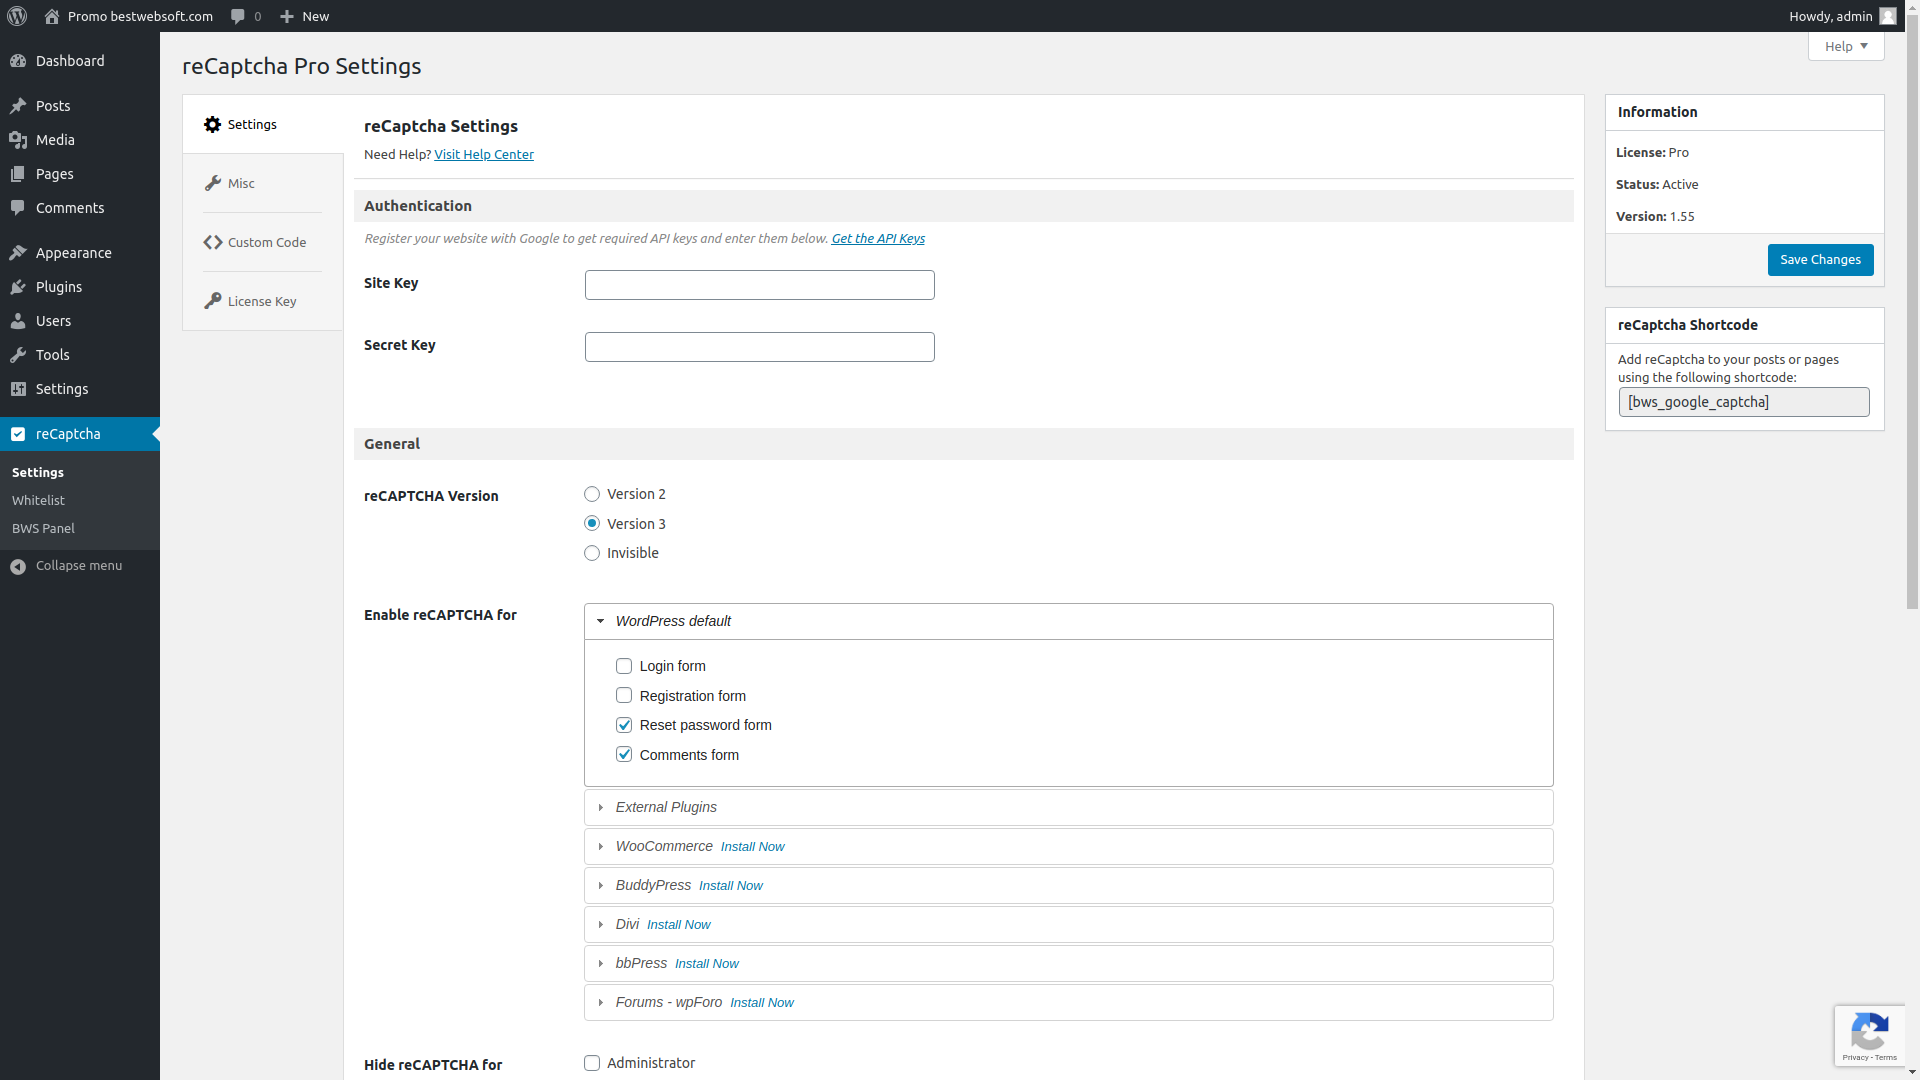 Promo bestwebsoft.com 0 New Howdy, admin
Help
Dashboard
Posts
Media
Pages
Comments
Appearance
Plugins
Users
Tools
Settings
reCaptcha
Settings
Whitelist
BWS Panel
Collapse menu
reCaptcha Pro Settings
Settings
Misc
Custom Code
License Key
reCaptcha Settings
Need Help? Visit Help Center
Authentication
Register your website with Google to get required API keys and enter them below. Get the API Keys
Site Key
Secret Key
General
reCAPTCHA Version
Version 2
Version 3
Invisible
Enable reCAPTCHA for
WordPress default
Login form
Registration form
Reset password form
Comments form
External Plugins
WooCommerce Install Now
BuddyPress Install Now
Divi Install Now
bbPress Install Now
Forums - wpForo Install Now
Hide reCAPTCHA for
Administrator
Information
License: Pro
Status: Active
Version: 1.55
Save Changes
reCaptcha Shortcode
Add reCaptcha to your posts or pages
using the following shortcode:
[bws_google_captcha]
Privacy - Terms